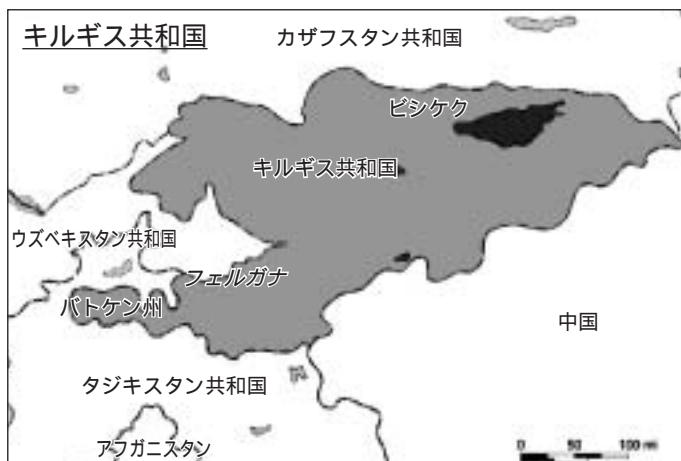 キルギス共和国
カザフスタン共和国
ビシケク
キルギス共和国
ウズベキスタン共和国
フェルガナ
バトケン州
中国
タジキスタン共和国
アフガニスタン
0 50 100 mi